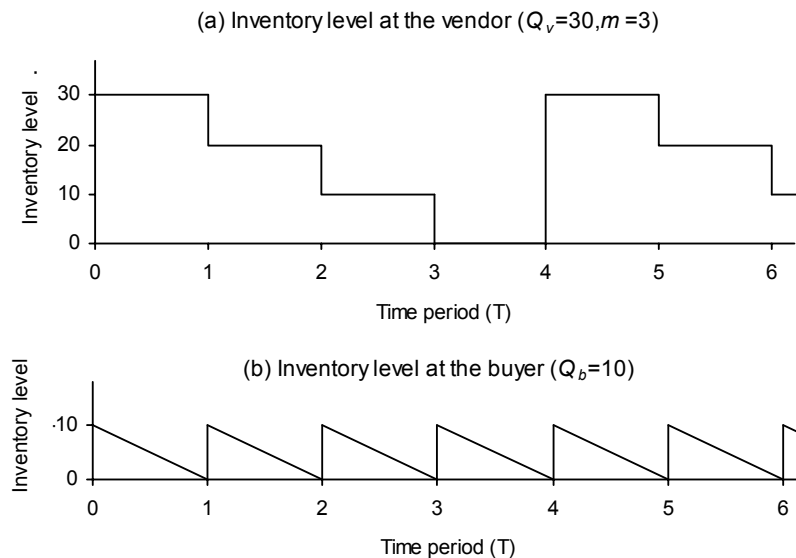 (a) Inventory level at the vendor (Qv=30,m =3)
Inventory level .
30
20
10
0
0 1 2 3 4 5 6
Time period (T)
(b) Inventory level at the buyer (Qb=10)
Inventory level
10
0
0 1 2 3 4 5 6
Time period (T)